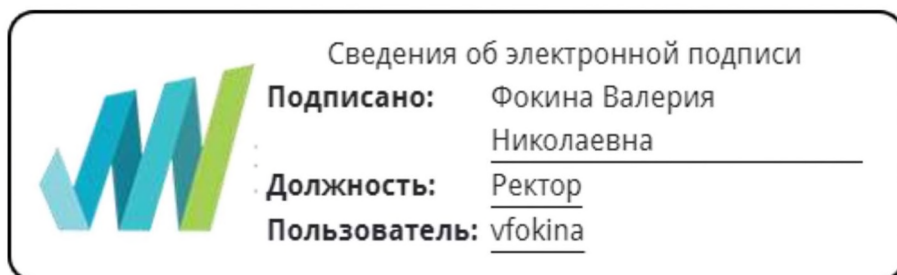 Сведения об электронной подписи
Подписано: Фокина Валерия
Николаевна
Должность: Ректор
Пользователь: vfokina